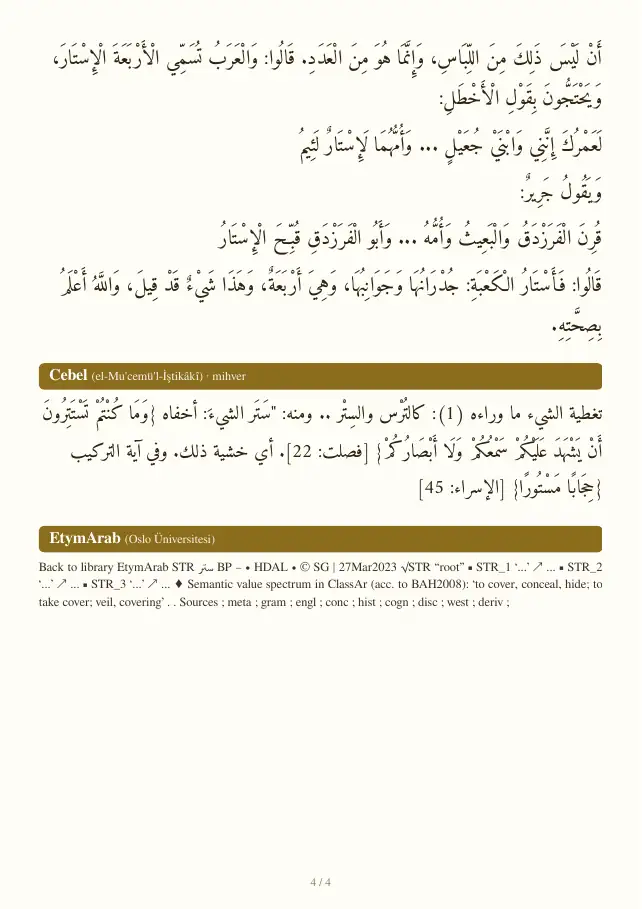 أَنْ لَيْسَ ذَلِكَ مِنَ اللِّبَاسِ، وَإِنَّمَا هُوَ مِنَ الْعَدَدِ. قَالُوا: وَالْعَرَبُ تُسَمِّي الْأَرْبَعَةَ الْإِسْتَارَ،
وَيَحْتَجُّونَ بِقَوْلِ الْأَخْطَلِ:
لَعَمْرُكَ إِنَّنِي وَابْنَيْ جُعَيْلٍ ... وَأُمُّهُمَا لَإِسْتَارٌ لَئِيمُ
وَيَقُولُ جَرِيرٌ:
قُرِنَ الْفَرَزْدَقُ وَالْبَعِيثُ وَأُمُّهُ ... وَأَبُو الْفَرَزْدَقِ قُبِّحَ الْإِسْتَارُ
قَالُوا: فَأَسْتَارُ الْكَعْبَةِ: جُدْرَانُهَا وَجَوَانِبُهَا، وَهِيَ أَرْبَعَةٌ، وَهَذَا شَيْءٌ قَدْ قِيلَ، وَاللَّهُ أَعْلَمُ
بِصِحَّتِهِ.
Cebel (el-Mu'cemü'l-İştikâkî) · mihver
تغطية الشيء ما وراءه (1): كالتُرْس والسِتْر .. ومنه: "سَتَر الشيءَ: أخفاه {وَمَا كُنْتُمْ تَسْتَتِرُونَ
أَنْ يَشْهَدَ عَلَيْكُمْ سَمْعُكُمْ وَلَا أَبْصَارُكُمْ} [فصلت: 22]. أي خشية ذلك. وفي آية التركيب
{حِجَابًا مَسْتُورًا} [الإسراء: 45]
EtymArab (Oslo Üniversitesi)
Back to library EtymArab STR ستر BP – • HDAL • © SG | 27Mar2023 √STR “root” ▪ STR_1 ‘...’ ↗ ... ▪ STR_2
‘...’ ↗ ... ▪ STR_3 ‘...’ ↗ ... ♦ Semantic value spectrum in ClassAr (acc. to BAH2008): ‘to cover, conceal, hide; to
take cover; veil, covering’ . . Sources ; meta ; gram ; engl ; conc ; hist ; cogn ; disc ; west ; deriv ;
4 / 4